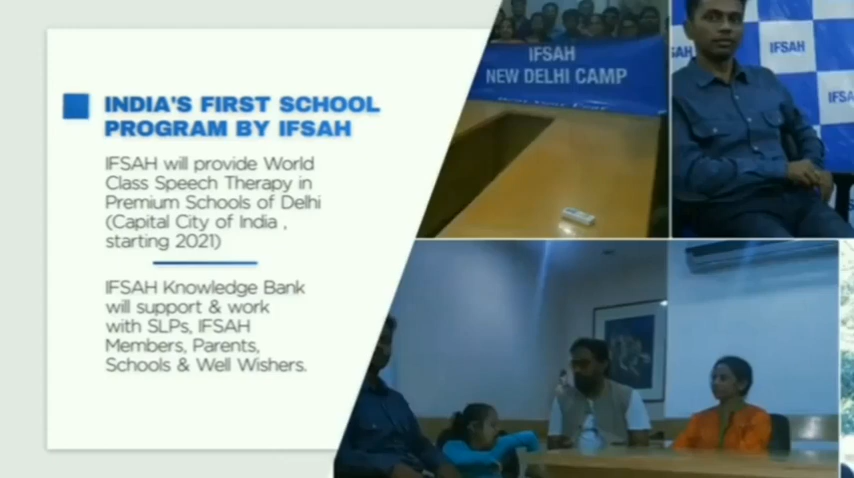 INDIA'S FIRST SCHOOL
PROGRAM BY IFSAH
IFSAH will provide World
Class Speech Therapy in
Premium Schools of Delhi
(Capital City of India ,
starting 2021)
IFSAH Knowledge Bank
will support & work
with SLPs, IFSAH
Members, Parents,
Schools & Well Wishers.
IFSAH
NEW DELHI CAMP
IFSAH